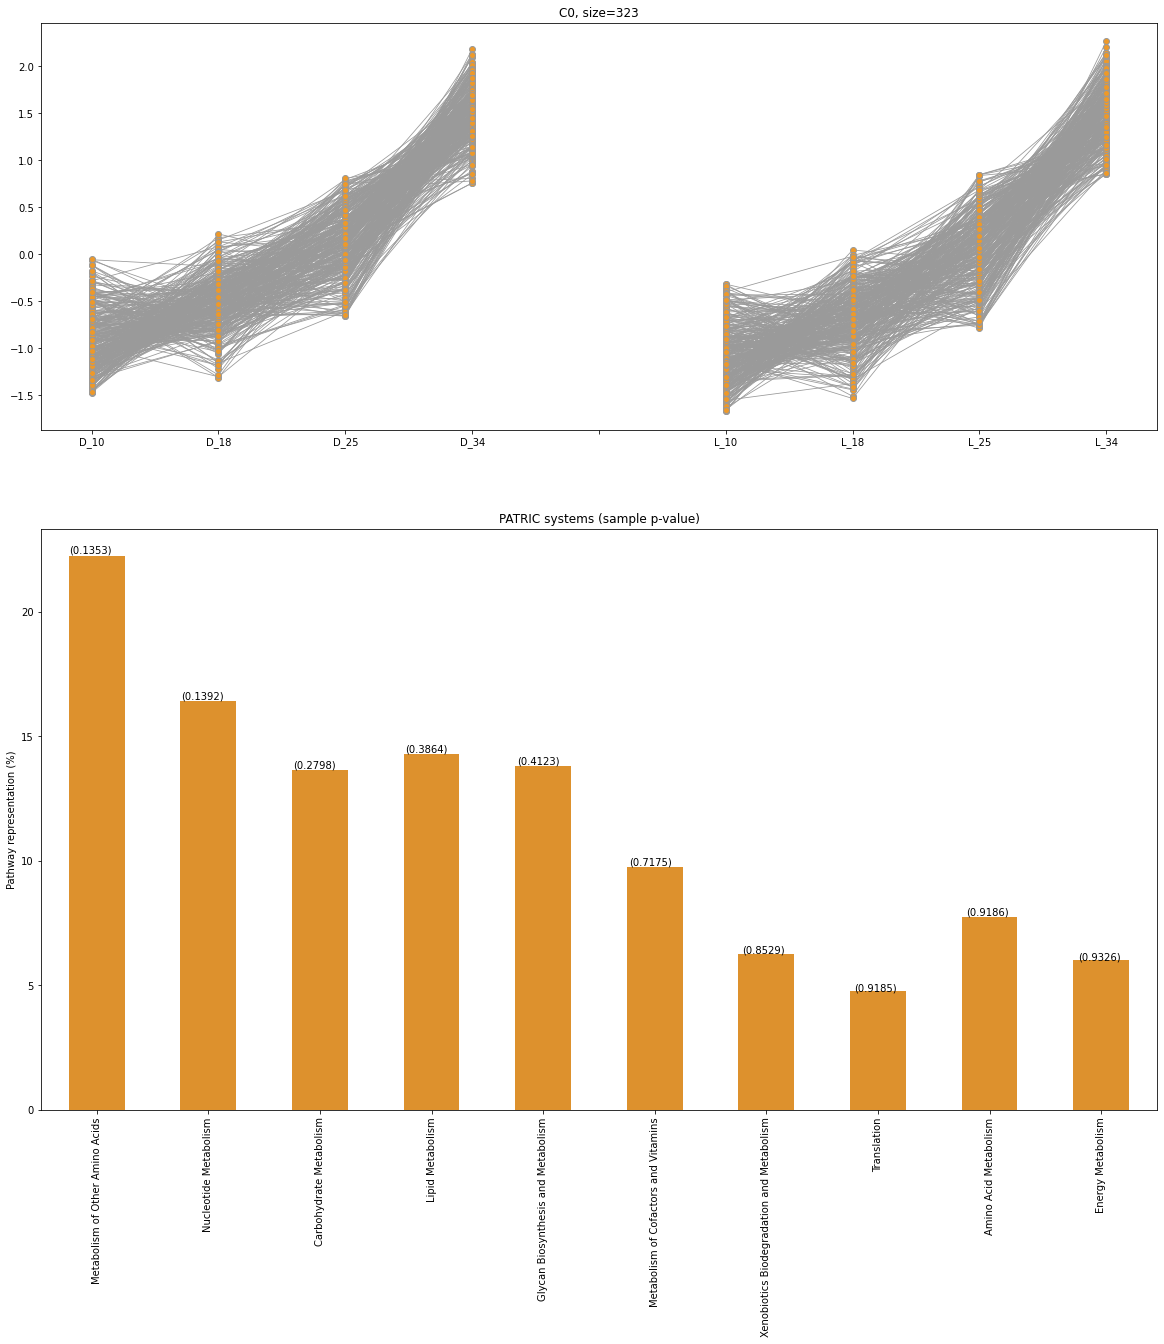 C0, size=323
2.0
1.5
1.0
0.5
0.0
−0.5
−1.0
−1.5
D_10 D_18 D_25 D_34 L_10 L_18 L_25 L_34
PATRIC systems (sample p-value)
Pathway representation (%)
20
15
10
5
0
(0.1353)
(0.1392)
(0.2798)
(0.3864)
(0.4123)
(0.7175)
(0.8529)
(0.9185)
(0.9186)
(0.9326)
Metabolism of Other Amino Acids
Nucleotide Metabolism
Carbohydrate Metabolism
Lipid Metabolism
Glycan Biosynthesis and Metabolism
Metabolism of Cofactors and Vitamins
Xenobiotics Biodegradation and Metabolism
Translation
Amino Acid Metabolism
Energy Metabolism